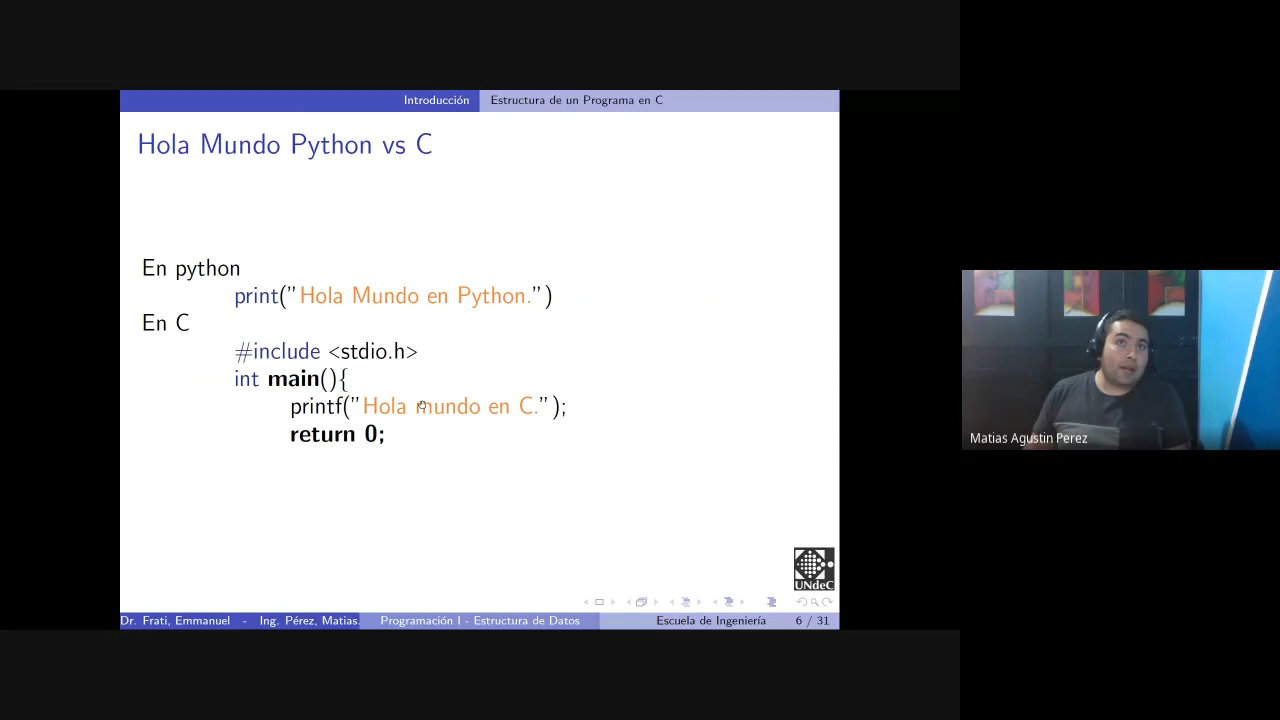 Introducción Estructura de un Programa en C
Hola Mundo Python vs C
En python
print("Hola Mundo en Python.")
En C
#include <stdio.h>
int main(){
printf("Hola mundo en C.");
return 0;
UNdeC
Dr. Frati, Emmanuel - Ing. Pérez, Matias. Programación I - Estructura de Datos Escuela de Ingeniería 6 / 31
Matias Agustin Perez